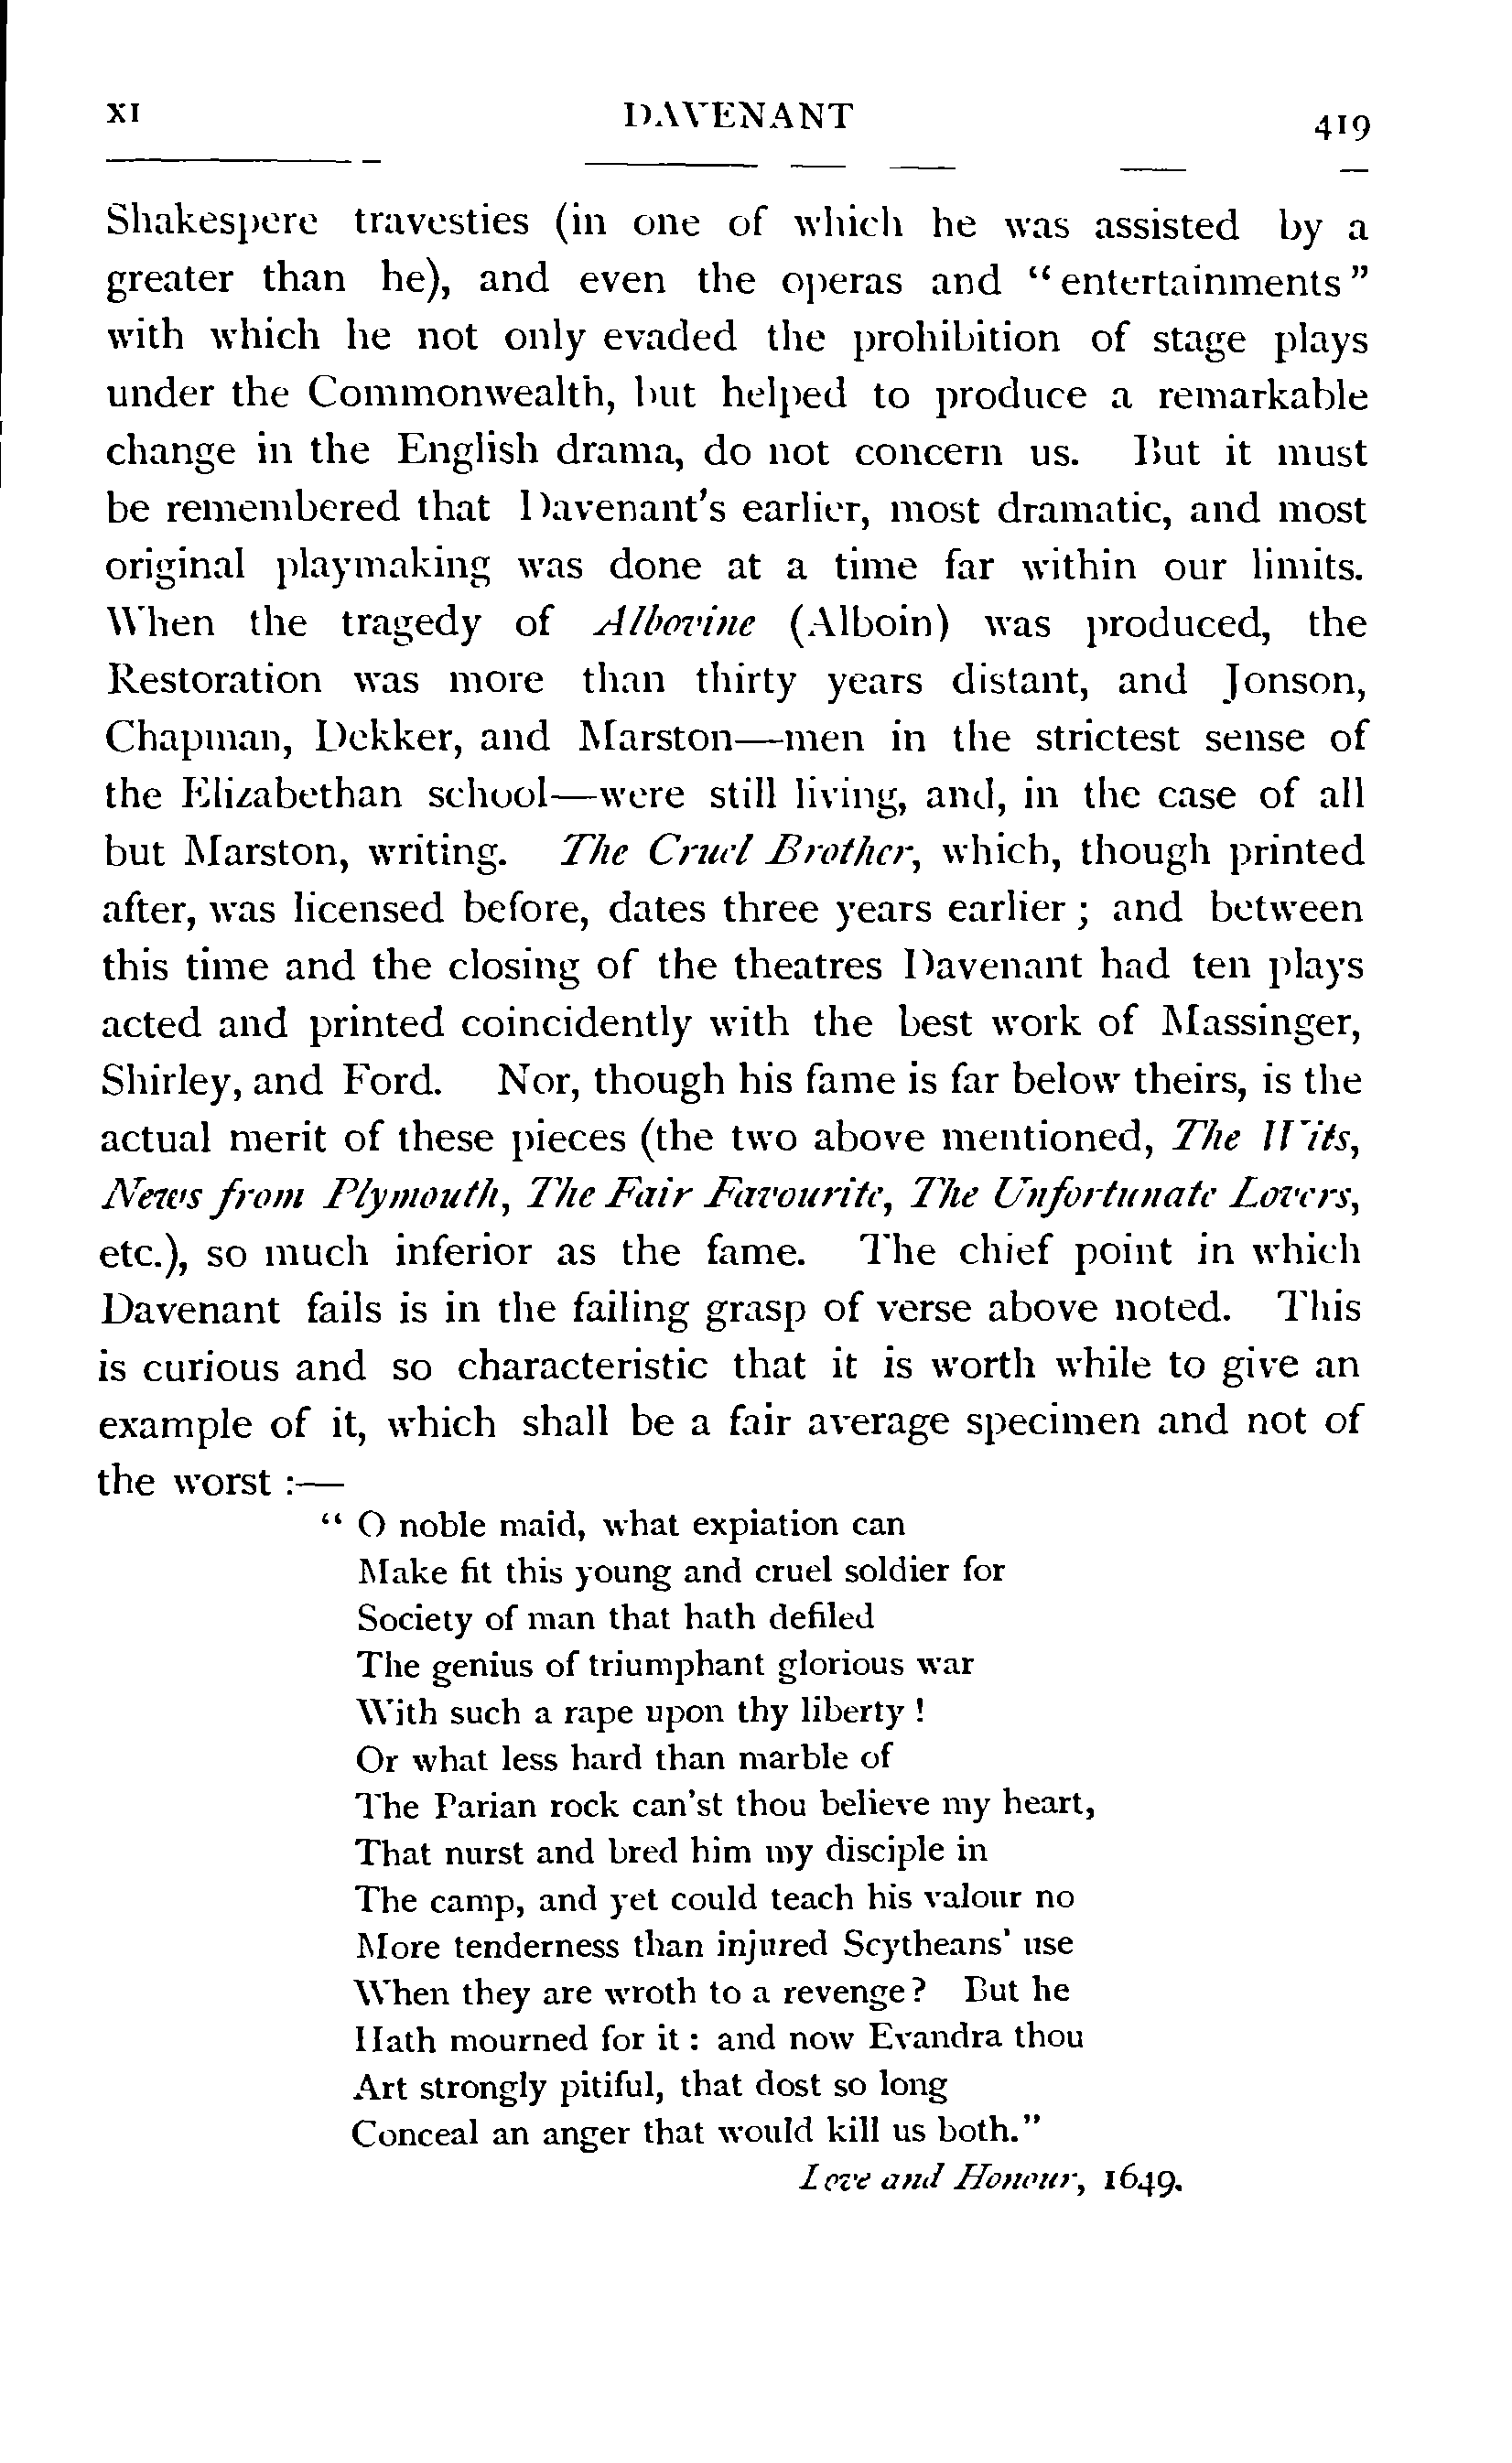 XI DAVENANT 419
Shakespere travesties (in one of which he was assisted by a
greater than he), and even the operas and “entertainments”
with which he not only evaded the prohibition of stage plays
under the Commonwealth, but helped to produce a remarkable
change in the English drama, do not concern us. But it must
be remembered that Davenant's earlier, most dramatic, and most
original playmaking was done at a time far within our limits.
When the tragedy of Albovine (Alboin) was produced, the
Restoration was more than thirty years distant, and Jonson,
Chapman, Dekker, and Marston—men in the strictest sense of
the Elizabethan school—were still living, and, in the case of all
but Marston, writing. The Cruel Brother, which, though printed
after, was licensed before, dates three years earlier; and between
this time and the closing of the theatres Davenant had ten plays
acted and printed coincidently with the best work of Massinger,
Shirley, and Ford. Nor, though his fame is far below theirs, is the
actual merit of these pieces (the two above mentioned, The Wits,
News from Plymouth, The Fair Favourite, The Unfortunate Lovers,
etc.), so much inferior as the fame. The chief point in which
Davenant fails is in the failing grasp of verse above noted. This
is curious and so characteristic that it is worth while to give an
example of it, which shall be a fair average specimen and not of
the worst:—
“O noble maid, what expiation can
Make fit this young and cruel soldier for
Society of man that hath defiled
The genius of triumphant glorious war
With such a rape upon thy liberty!
Or what less hard than marble of
The Parian rock can'st thou believe my heart,
That nurst and bred him my disciple in
The camp, and yet could teach his valour no
More tenderness than injured Scytheans' use
When they are wroth to a revenge? But he
Hath mourned for it: and now Evandra thou
Art strongly pitiful, that dost so long
Conceal an anger that would kill us both.”
Love and Honour, 1649.